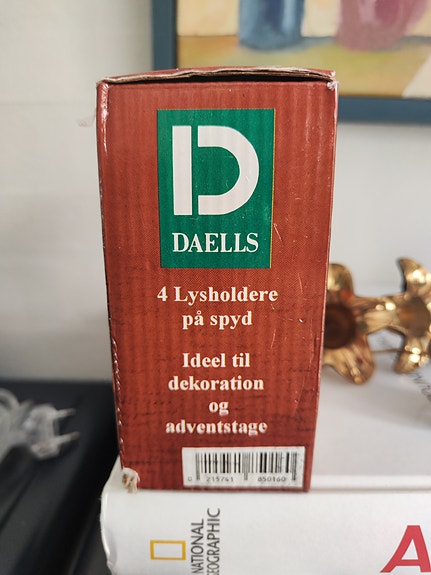 D
DAELLS
4 Lysholdere
på spyd
Ideel til
dekoration
og
adventstage
NATIONAL
GEOGRAPHIC
A